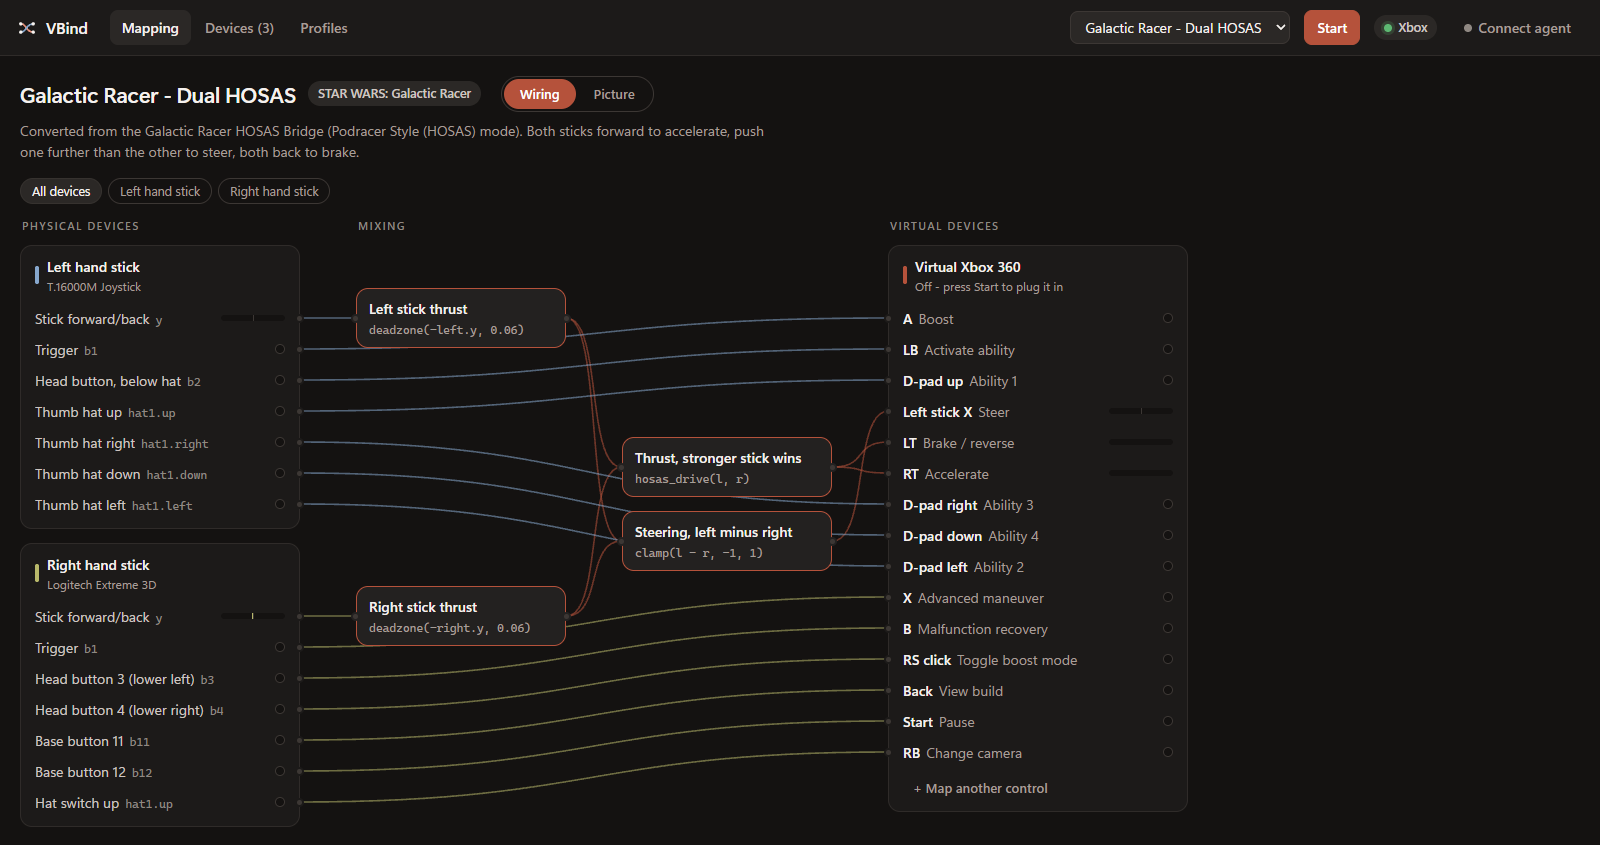 VBind
Mapping
Devices (3)
Profiles
Galactic Racer - Dual HOSAS
Start
Xbox
Connect agent
Galactic Racer - Dual HOSAS
STAR WARS: Galactic Racer
Wiring
Picture
Converted from the Galactic Racer HOSAS Bridge (Podracer Style (HOSAS) mode). Both sticks forward to accelerate, push
one further than the other to steer, both back to brake.
All devices
Left hand stick
Right hand stick
PHYSICAL DEVICES
Left hand stick
T.16000M Joystick
Stick forward/back y
Trigger b1
Head button, below hat b2
Thumb hat up hat1.up
Thumb hat right hat1.right
Thumb hat down hat1.down
Thumb hat left hat1.left
Right hand stick
Logitech Extreme 3D
Stick forward/back y
Trigger b1
Head button 3 (lower left) b3
Head button 4 (lower right) b4
Base button 11 b11
Base button 12 b12
Hat switch up hat1.up
MIXING
Left stick thrust
deadzone(-left.y, 0.06)
Thrust, stronger stick wins
hosas_drive(l, r)
Steering, left minus right
clamp(l - r, -1, 1)
Right stick thrust
deadzone(-right.y, 0.06)
VIRTUAL DEVICES
Virtual Xbox 360
Off - press Start to plug it in
A Boost
LB Activate ability
D-pad up Ability 1
Left stick X Steer
LT Brake / reverse
RT Accelerate
D-pad right Ability 3
D-pad down Ability 4
D-pad left Ability 2
X Advanced maneuver
B Malfunction recovery
RS click Toggle boost mode
Back View build
Start Pause
RB Change camera
+ Map another control